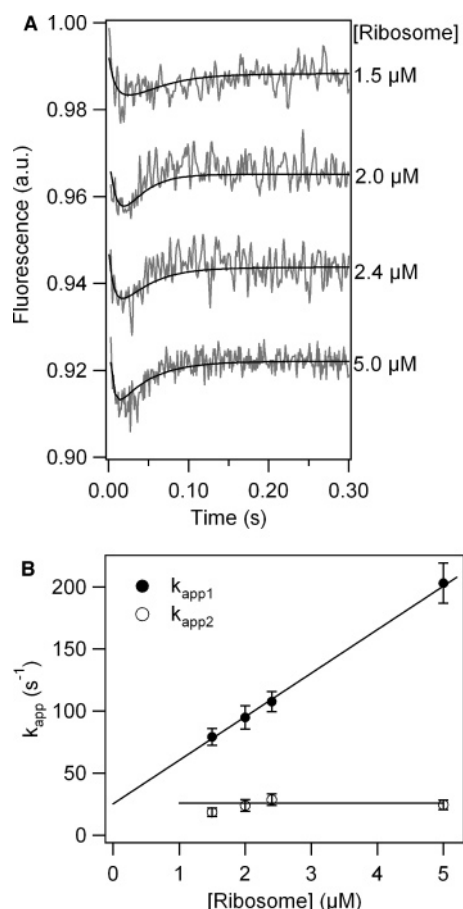 A
[Ribosome]
1.00
0.98
0.96
0.94
0.92
0.90
Fluorescence (a.u.)
1.5 µM
2.0 µM
2.4 µM
5.0 µM
0.00 0.10 0.20 0.30
Time (s)
B
k_app1
k_app2
200
150
100
50
0
k_app (s⁻¹)
0 1 2 3 4 5
[Ribosome] (µM)